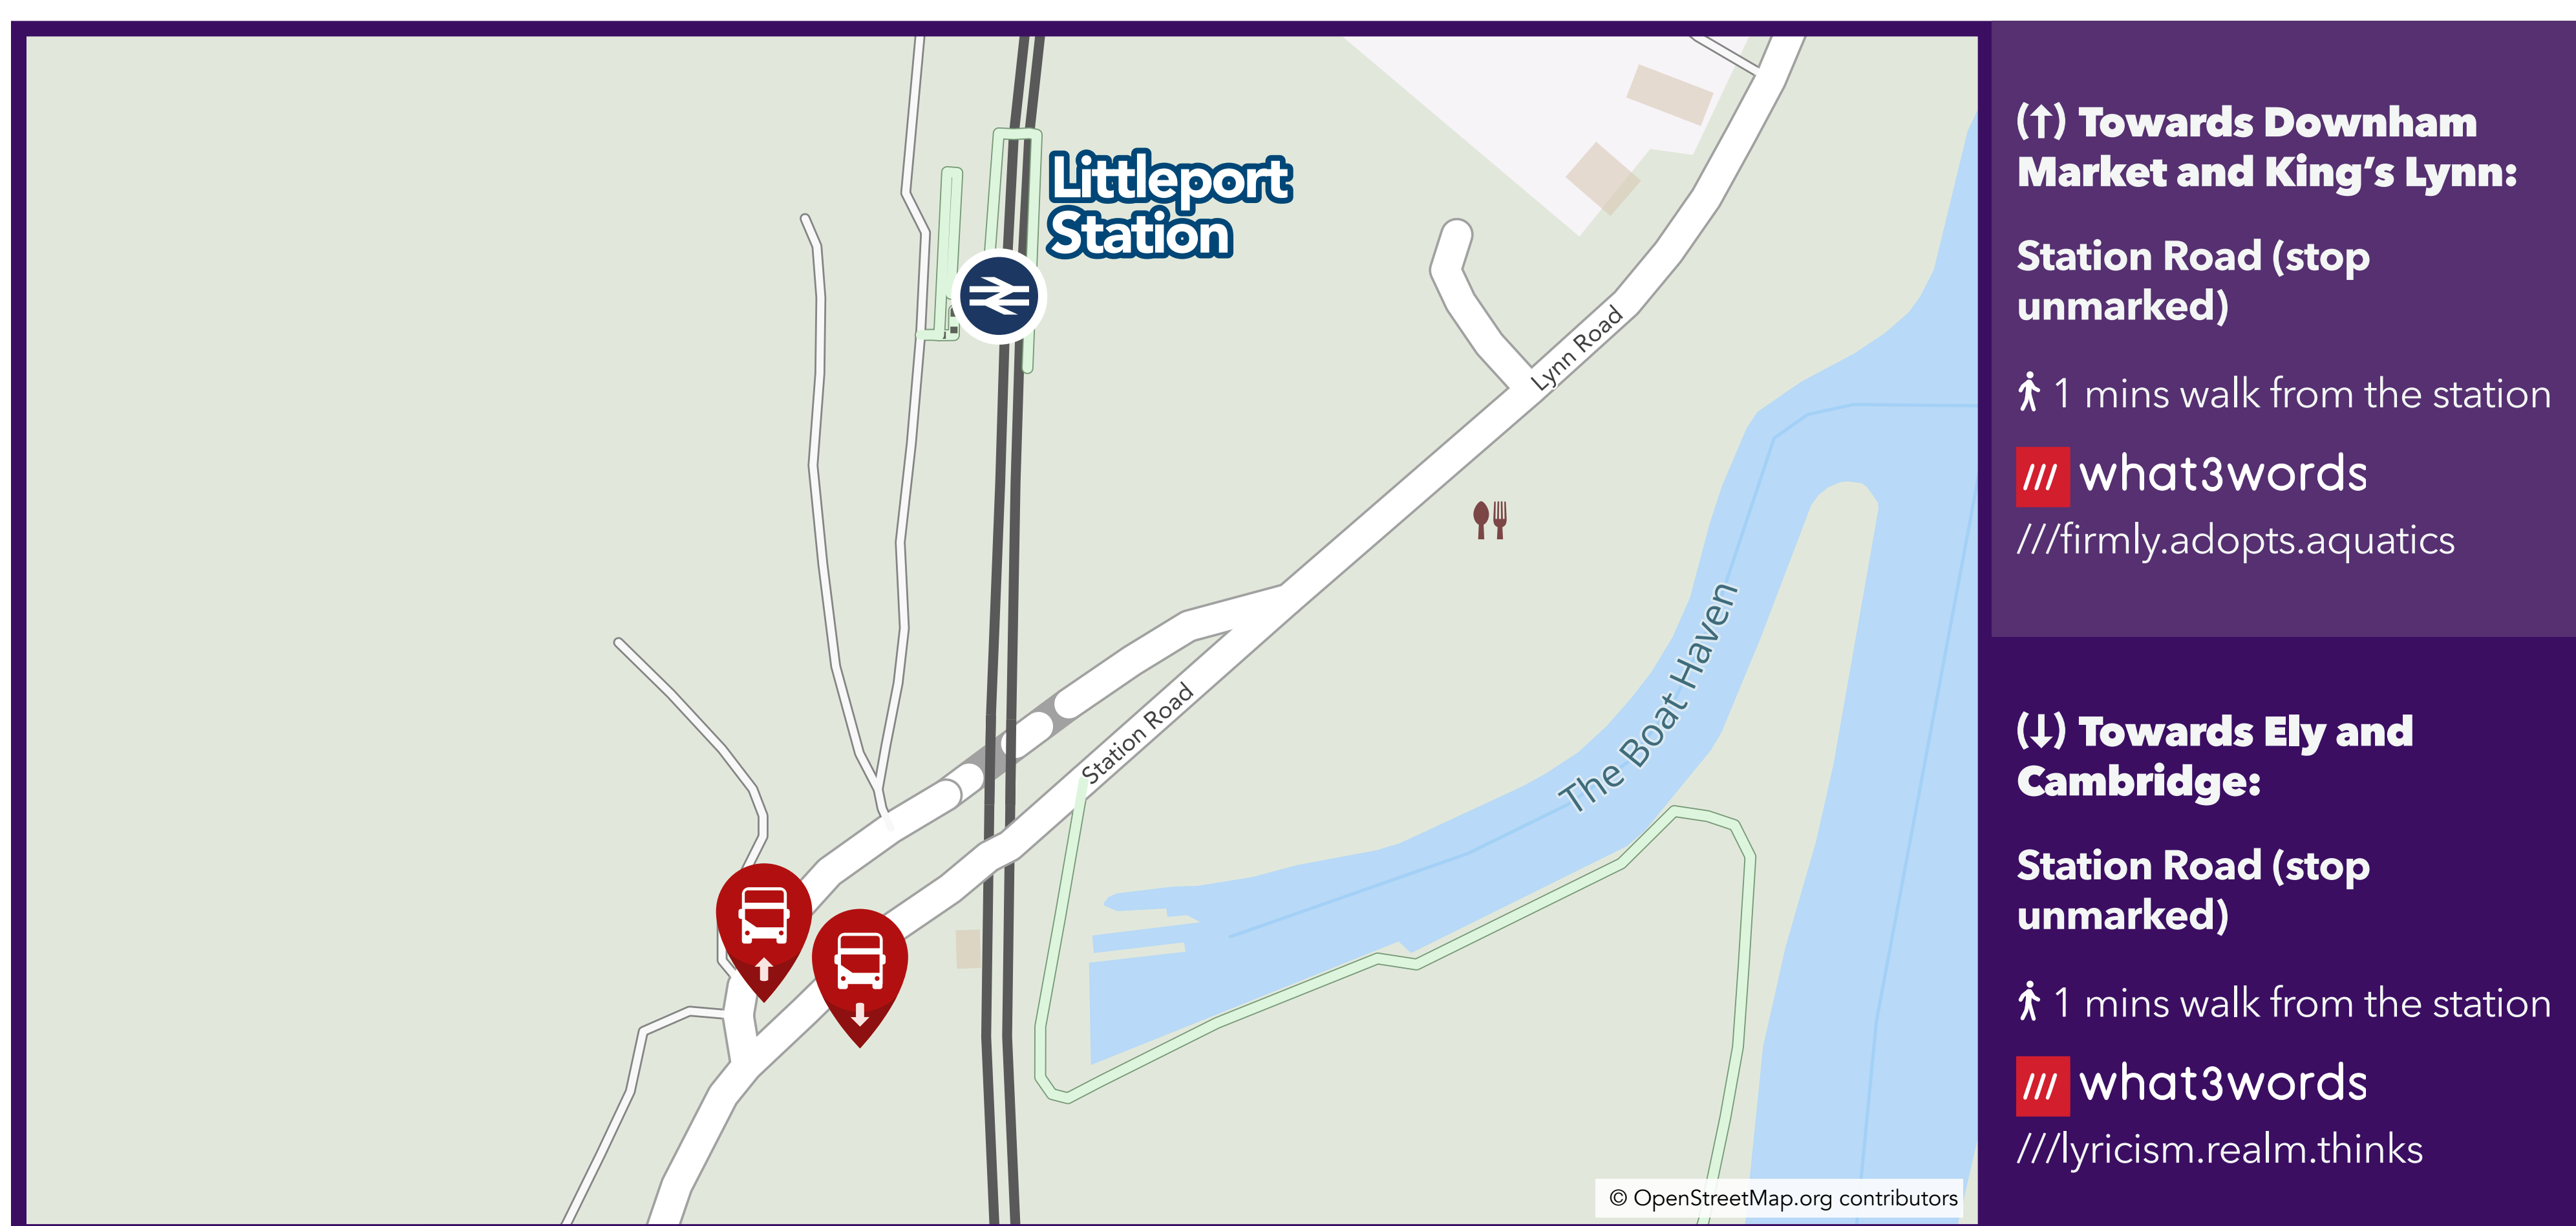 Littleport
Station
Lynn Road
Station Road
The Boat Haven
© OpenStreetMap.org contributors
(↑) Towards Downham
Market and King’s Lynn:
Station Road (stop
unmarked)
1 mins walk from the station
what3words
///firmly.adopts.aquatics
(↓) Towards Ely and
Cambridge:
Station Road (stop
unmarked)
1 mins walk from the station
what3words
///lyricism.realm.thinks